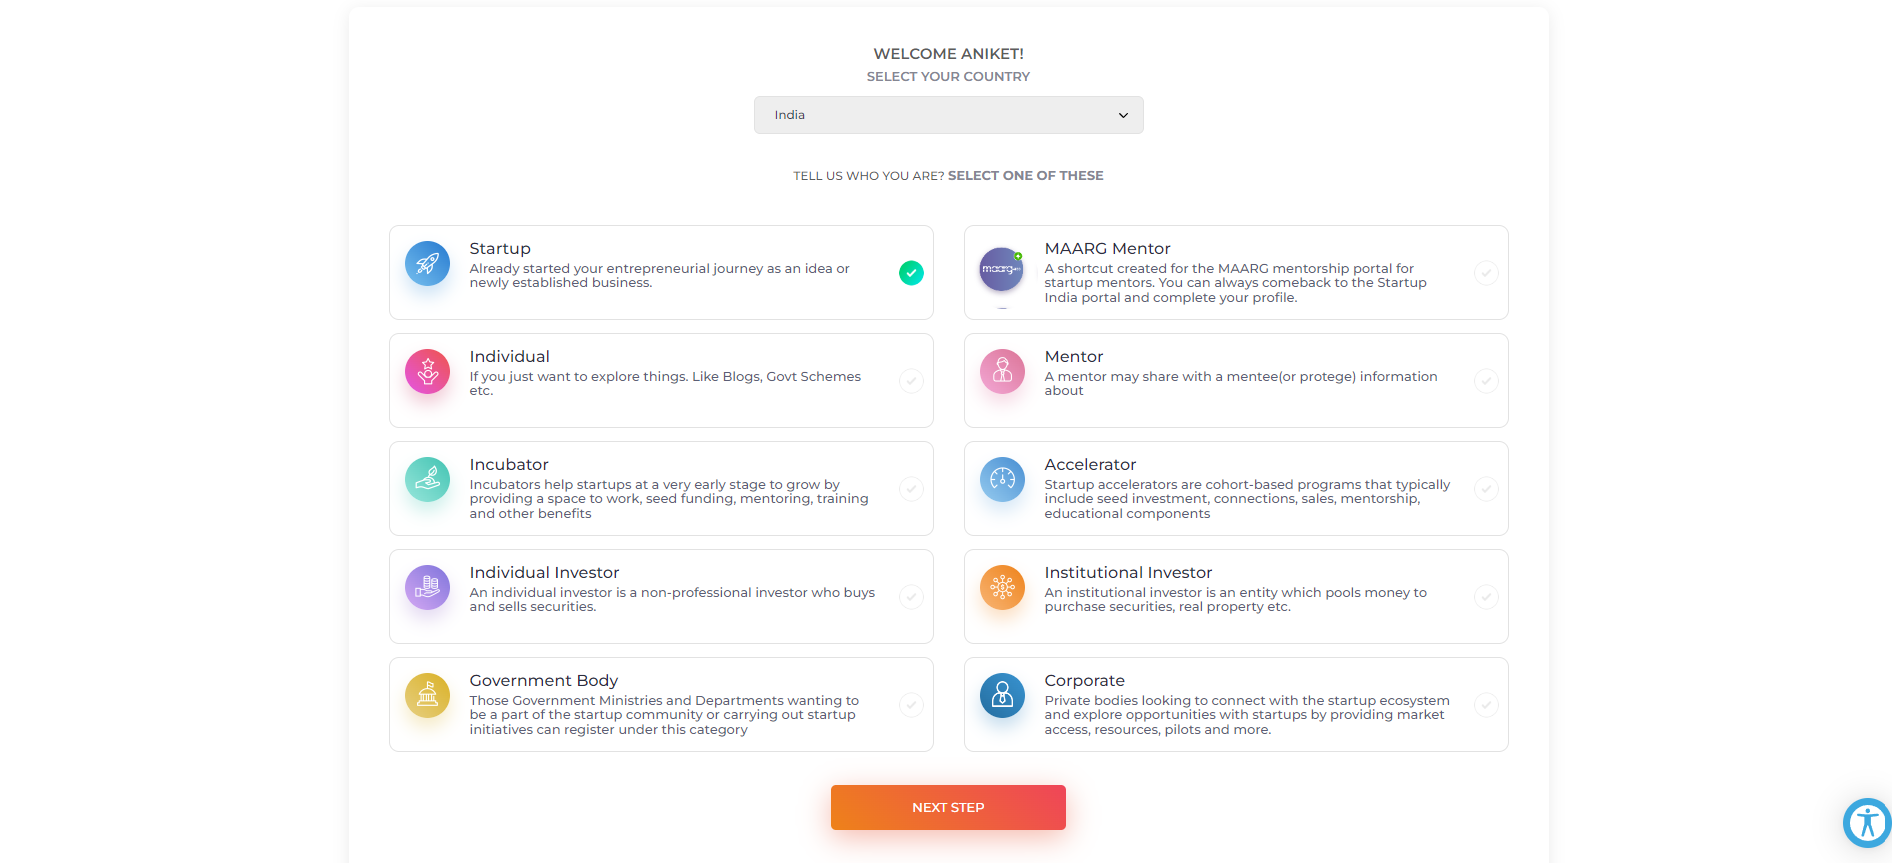 WELCOME ANIKET!
SELECT YOUR COUNTRY
India
TELL US WHO YOU ARE? SELECT ONE OF THESE
Startup
Already started your entrepreneurial journey as an idea or
newly established business.
maarg
MAARG Mentor
A shortcut created for the MAARG mentorship portal for
startup mentors. You can always comeback to the Startup
India portal and complete your profile.
Individual
If you just want to explore things. Like Blogs, Govt Schemes
etc.
Mentor
A mentor may share with a mentee(or protege) information
about
Incubator
Incubators help startups at a very early stage to grow by
providing a space to work, seed funding, mentoring, training
and other benefits
Accelerator
Startup accelerators are cohort-based programs that typically
include seed investment, connections, sales, mentorship,
educational components
Individual Investor
An individual investor is a non-professional investor who buys
and sells securities.
Institutional Investor
An institutional investor is an entity which pools money to
purchase securities, real property etc.
Government Body
Those Government Ministries and Departments wanting to
be a part of the startup community or carrying out startup
initiatives can register under this category
Corporate
Private bodies looking to connect with the startup ecosystem
and explore opportunities with startups by providing market
access, resources, pilots and more.
NEXT STEP